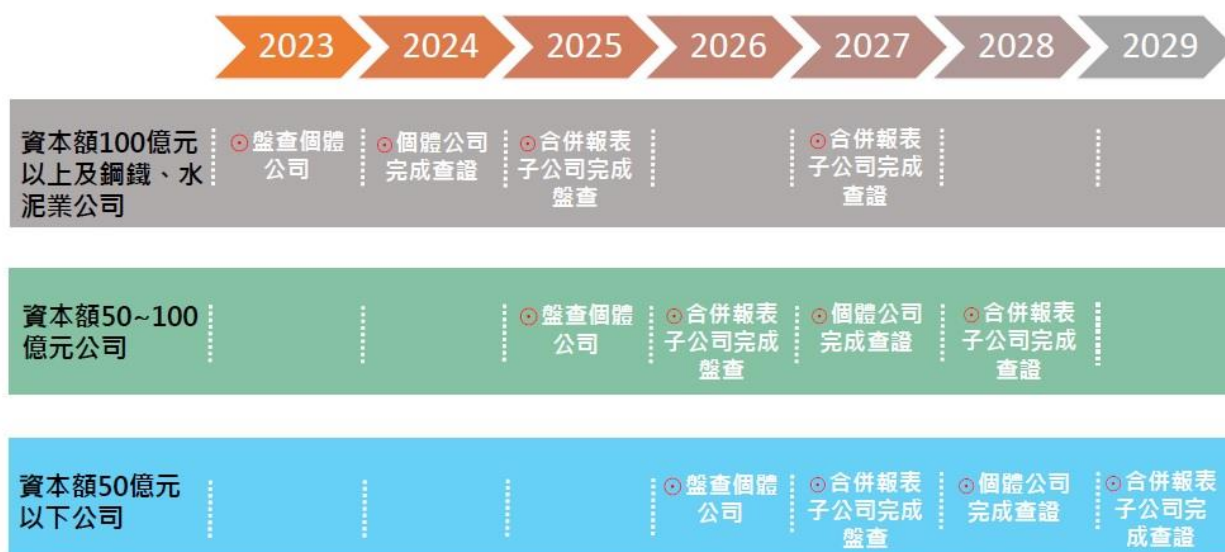 2023 2024 2025 2026 2027 2028 2029
資本額100億元
以上及鋼鐵、水
泥業公司
⊙盤查個體
公司
⊙個體公司
完成查證
⊙合併報表
子公司完成
盤查
⊙合併報表
子公司完成
查證
資本額50~100
億元公司
⊙盤查個體
公司
⊙合併報表
子公司完成
盤查
⊙個體公司
完成查證
⊙合併報表
子公司完成
查證
資本額50億元
以下公司
⊙盤查個體
公司
⊙合併報表
子公司完成
盤查
⊙個體公司
完成查證
⊙合併報表
子公司完
成查證